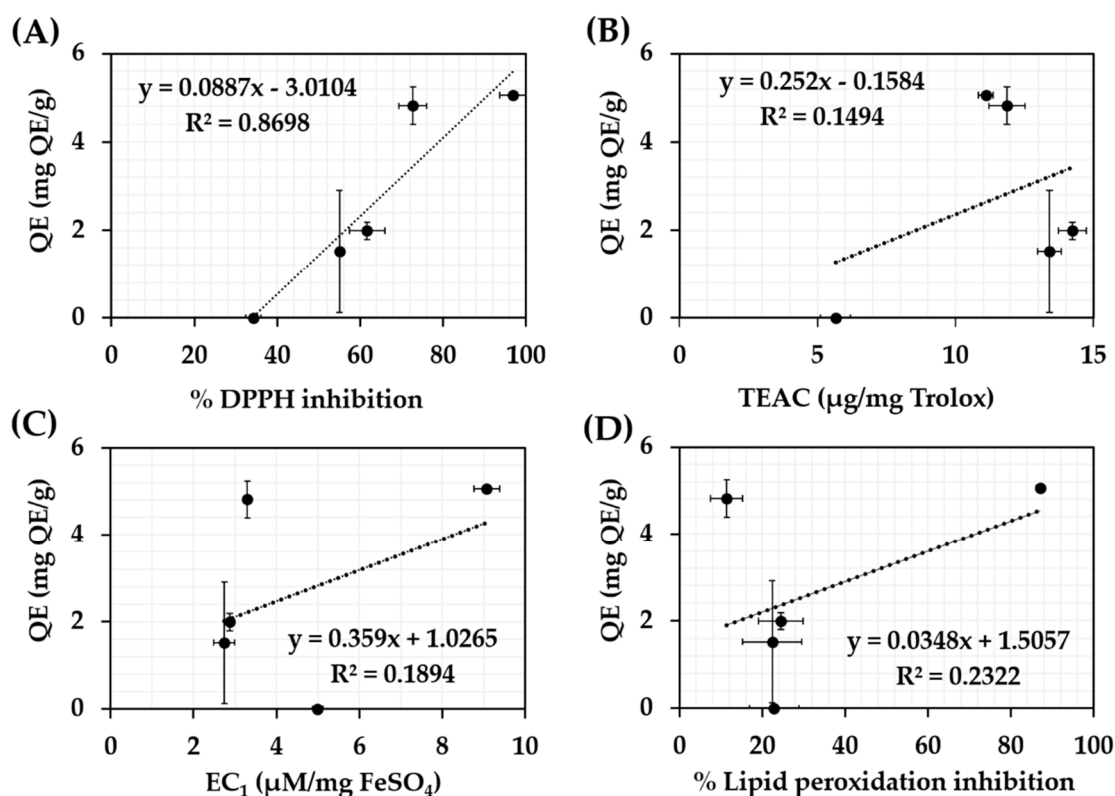 (A)
6
4
2
0
QE (mg QE/g)
y = 0.0887x - 3.0104
R² = 0.8698
0 20 40 60 80 100
% DPPH inhibition
(B)
6
4
2
0
QE (mg QE/g)
y = 0.252x - 0.1584
R² = 0.1494
0 5 10 15
TEAC (µg/mg Trolox)
(C)
6
4
2
0
QE (mg QE/g)
y = 0.359x + 1.0265
R² = 0.1894
0 2 4 6 8 10
EC₁ (µM/mg FeSO₄)
(D)
6
4
2
0
QE (mg QE/g)
y = 0.0348x + 1.5057
R² = 0.2322
0 20 40 60 80 100
% Lipid peroxidation inhibition